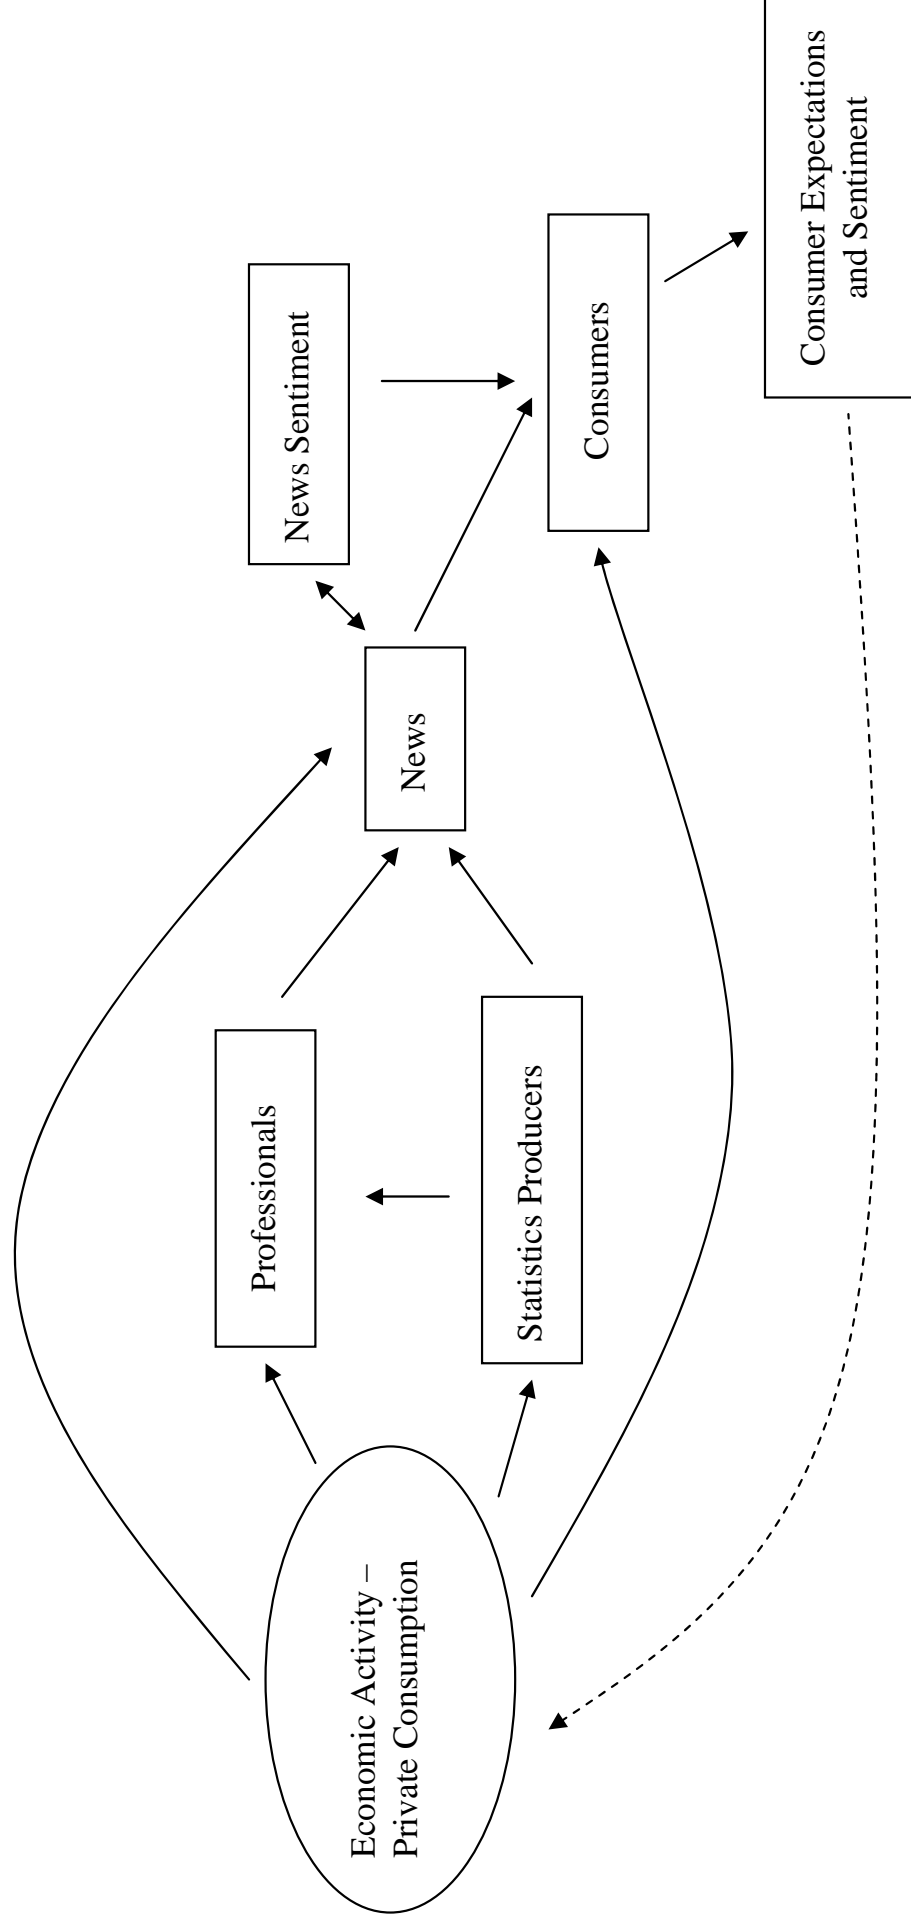 Economic Activity –
Private Consumption
Professionals
Statistics Producers
News
News Sentiment
Consumers
Consumer Expectations
and Sentiment